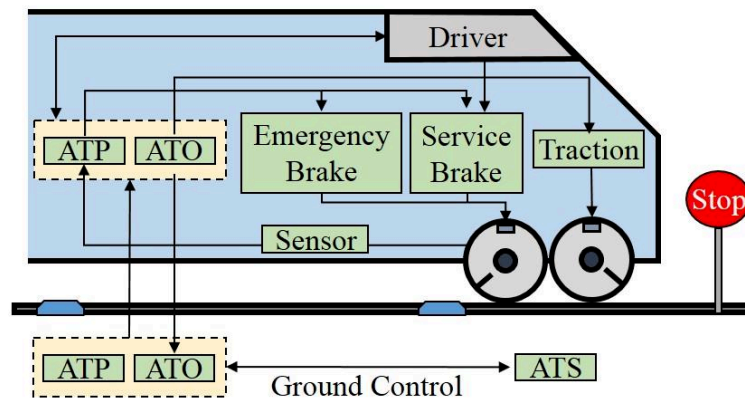 Driver
ATP
ATO
Emergency
Brake
Service
Brake
Traction
Stop
Sensor
ATP
ATO
Ground Control
ATS